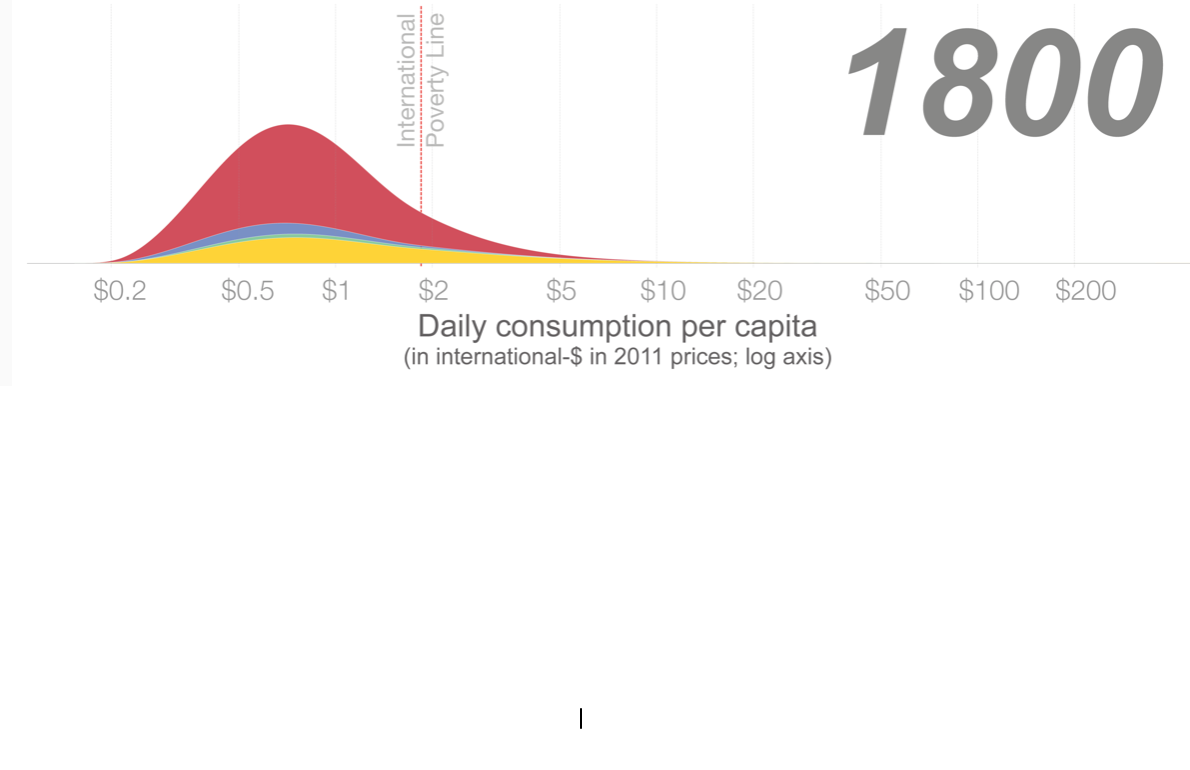 1800
International
Poverty Line
$0.2 $0.5 $1 $2 $5 $10 $20 $50 $100 $200
Daily consumption per capita
(in international-$ in 2011 prices; log axis)